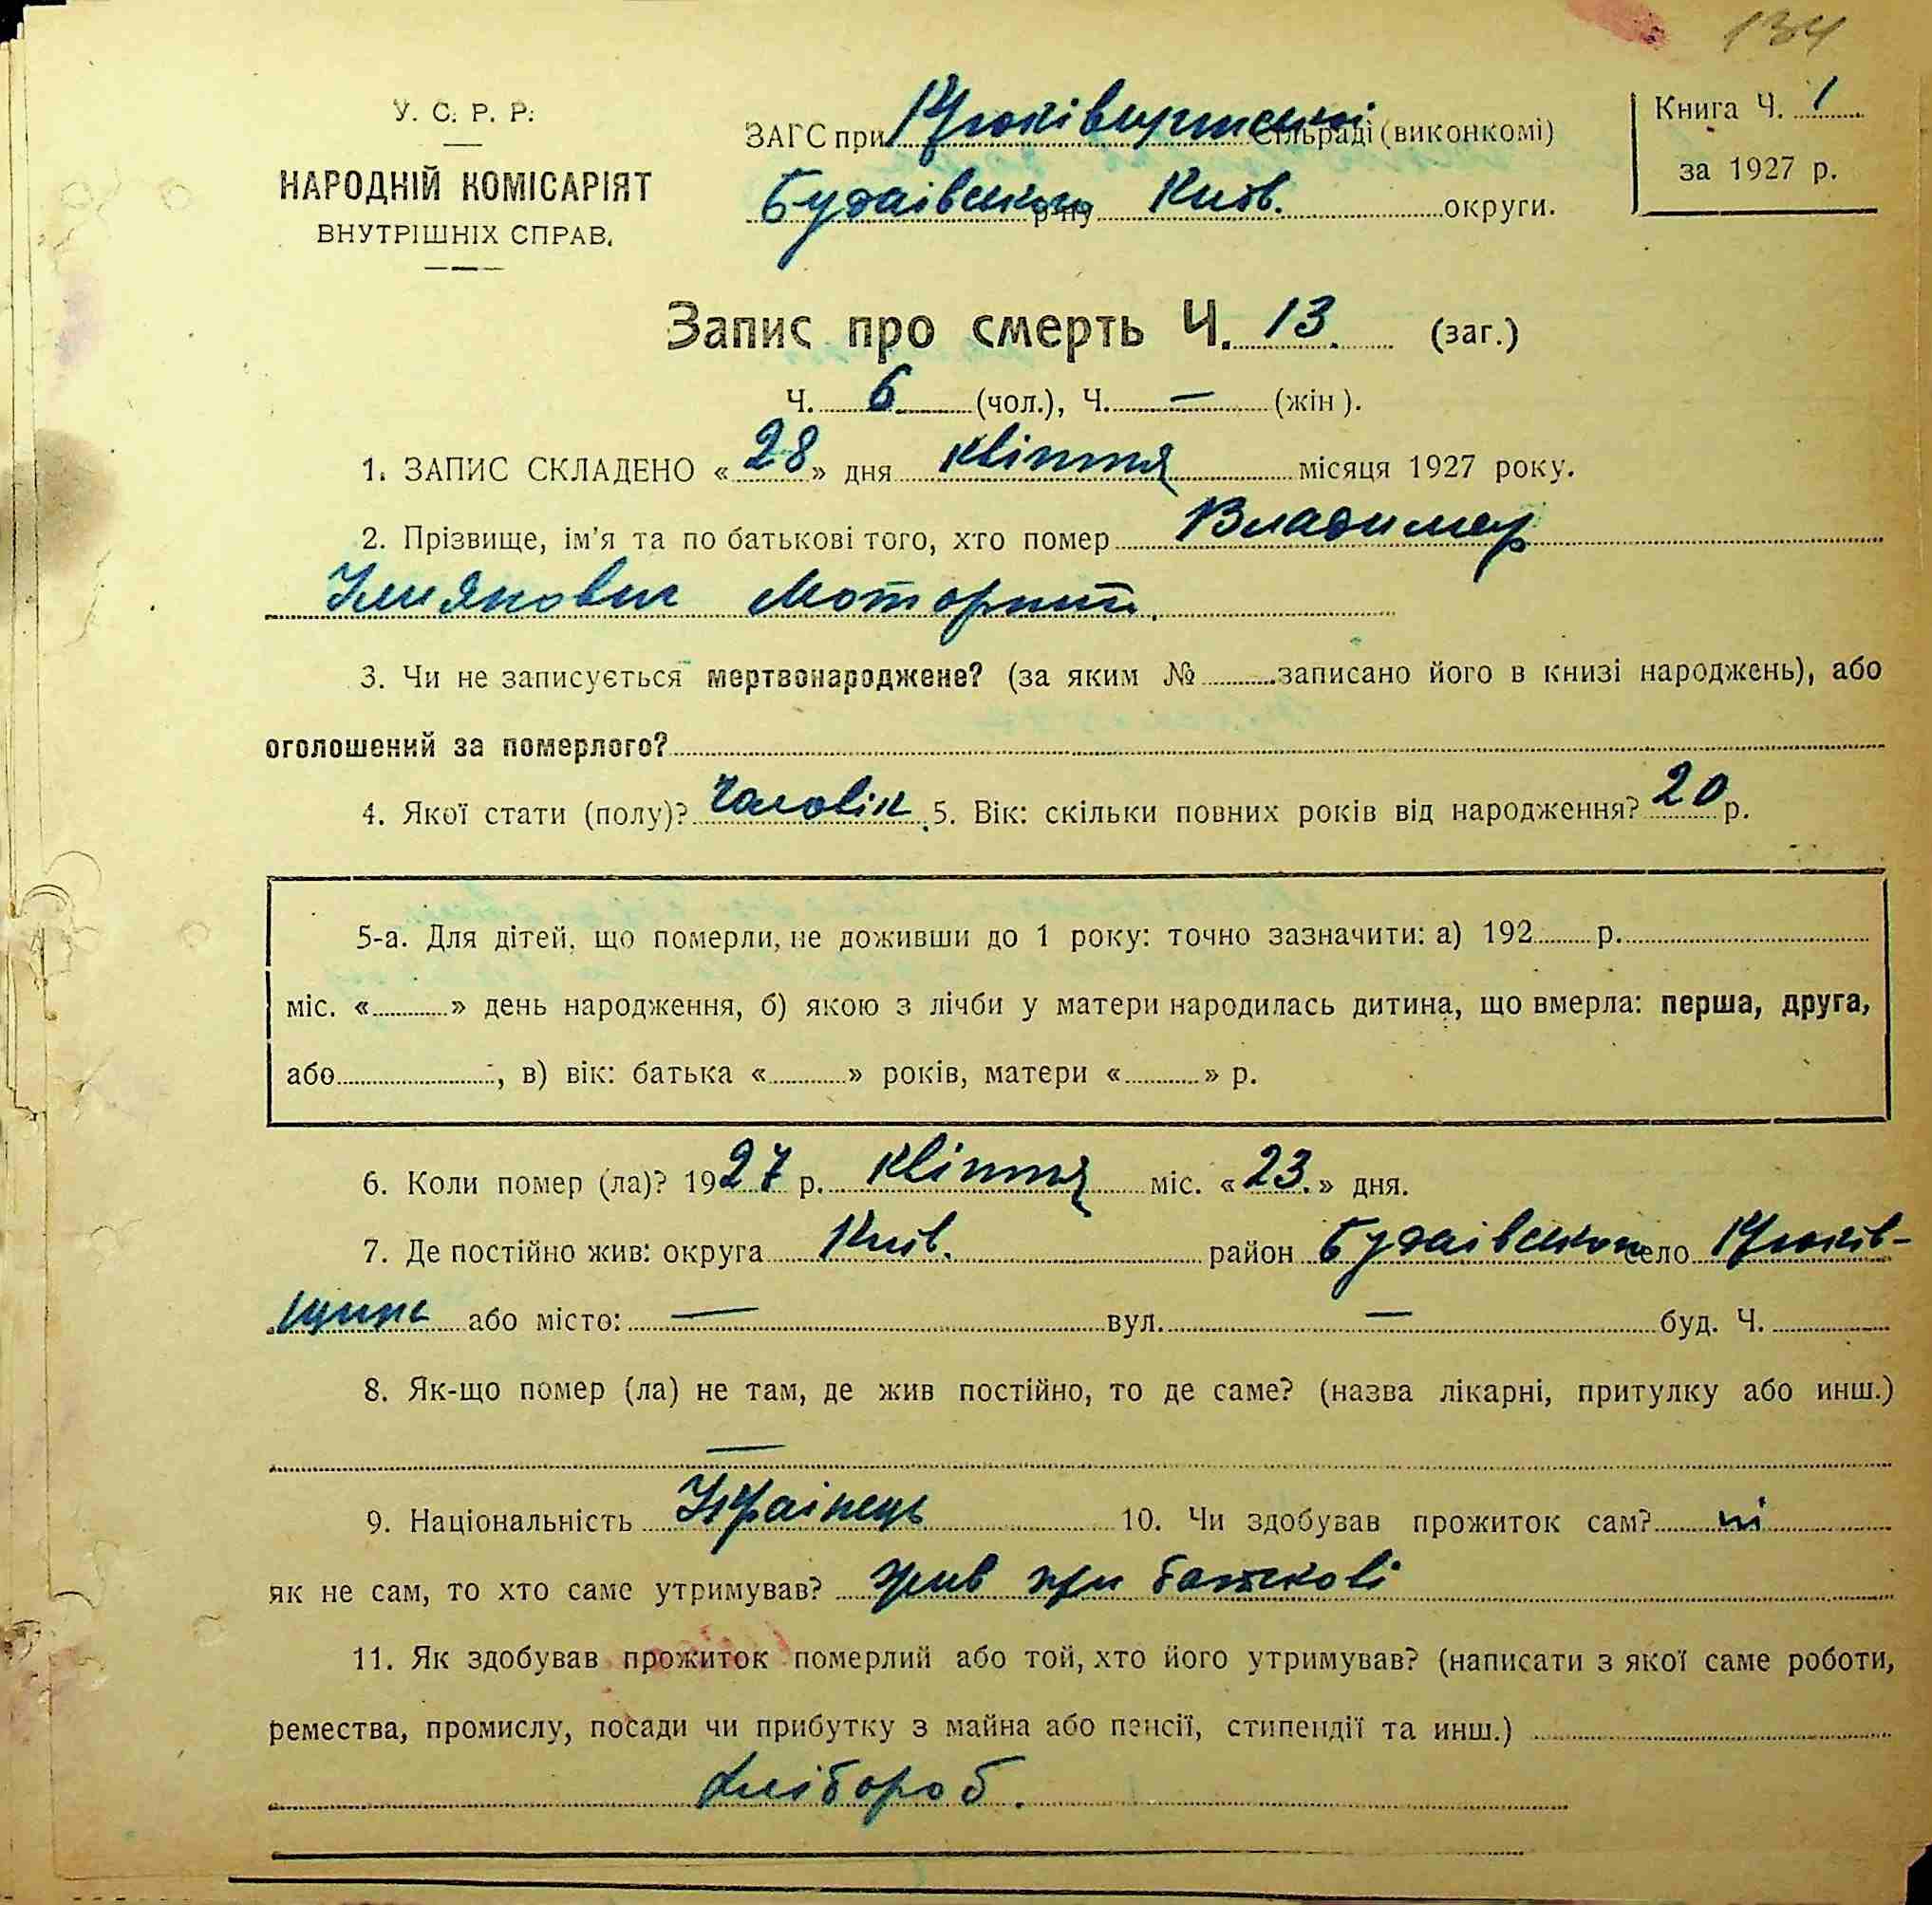 134
У. С. Р. Р.
НАРОДНІЙ КОМІСАРІЯТ
ВНУТРІШНІХ СПРАВ.
ЗАГС при Крюківщинській Сільраді (виконкомі)
Будаівського р-ну Київ. округи.
Книга Ч. 1
за 1927 р.
Запис про смерть Ч. 13. (заг.)
Ч. 6 (чол.), Ч. — (жін).
1. ЗАПИС СКЛАДЕНО «28» дня квітня місяця 1927 року.
2. Прізвище, ім'я та по батькові того, хто помер Владимер
Моторний.
3. Чи не записується мертвонароджене? (за яким № записано його в книзі народжень), або
оголошений за померлого?
4. Якої стати (полу)? Чоловік. 5. Вік: скільки повних років від народження? 20 р.
5-а. Для дітей, що померли, не доживши до 1 року: точно зазначити: а) 192 р.
міс. « » день народження, б) якою з лічби у матери народилась дитина, що вмерла: перша, друга,
або , в) вік: батька « » років, матери « » р.
6. Коли помер (ла)? 1927 р. квітня міс. «23.» дня.
7. Де постійно жив: округа Київ. район Будаівського село Крюків-
щина або місто: — вул. — буд. Ч.
8. Як-що помер (ла) не там, де жив постійно, то де саме? (назва лікарні, притулку або инш.)
—
9. Національність Українець 10. Чи здобував прожиток сам? ні
як не сам, то хто саме утримував? жив при батькові
11. Як здобував прожиток померлий або той, хто його утримував? (написати з якої саме роботи,
ремества, промислу, посади чи прибутку з майна або пенсії, стипендії та инш.)
Хлібороб.